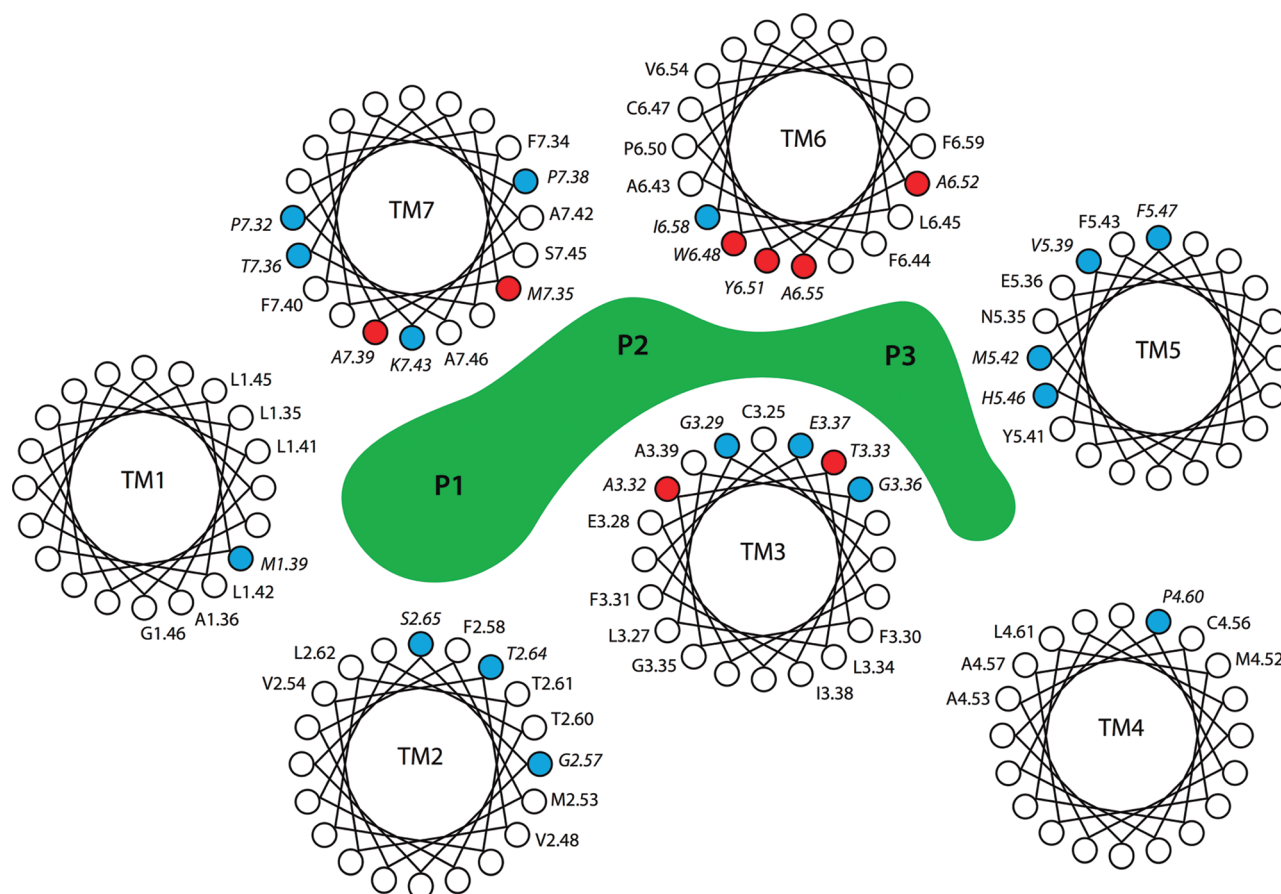 V6.54
C6.47
P6.50
A6.43
I6.58
W6.48
Y6.51
A6.55
TM6
F6.59
A6.52
L6.45
F6.44
F7.34
P7.38
A7.42
S7.45
M7.35
TM7
P7.32
T7.36
F7.40
A7.39
K7.43
A7.46
F5.43
F5.47
V5.39
E5.36
N5.35
M5.42
H5.46
Y5.41
TM5
P2
P3
P1
L1.45
L1.35
L1.41
TM1
M1.39
L1.42
A1.36
G1.46
C3.25
G3.29
E3.37
A3.39
T3.33
A3.32
G3.36
E3.28
TM3
F3.31
L3.27
G3.35
F3.30
L3.34
I3.38
S2.65
F2.58
L2.62
T2.64
V2.54
T2.61
T2.60
TM2
G2.57
M2.53
V2.48
P4.60
L4.61
C4.56
A4.57
M4.52
A4.53
TM4